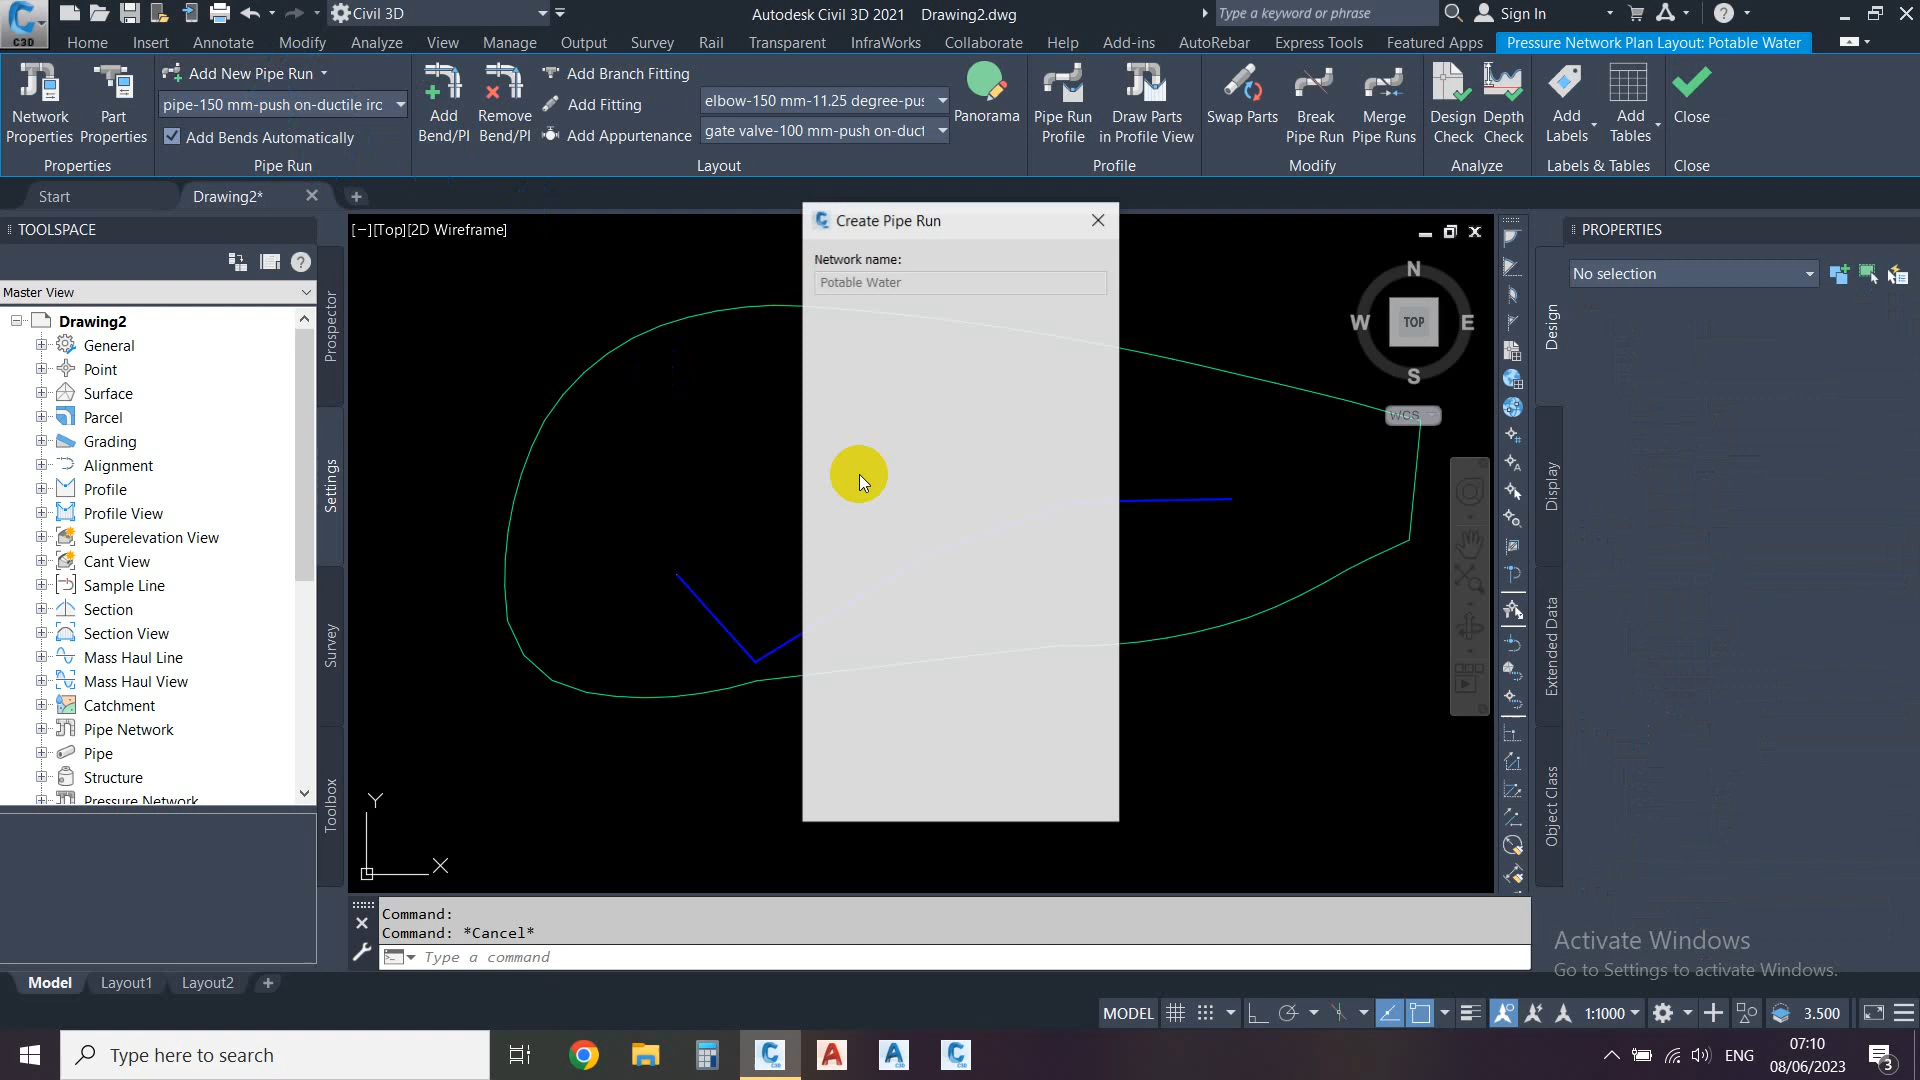 C3D
Civil 3D
Autodesk Civil 3D 2021 Drawing2.dwg
Type a keyword or phrase
Sign In
Home Insert Annotate Modify Analyze View Manage Output Survey Rail Transparent InfraWorks Collaborate Help Add-ins AutoRebar Express Tools Featured Apps Pressure Network Plan Layout: Potable Water
Network
Properties
Part
Properties
Properties
Add New Pipe Run
pipe-150 mm-push on-ductile irc
Add Bends Automatically
Pipe Run
Add
Bend/PI
Remove
Bend/PI
Add Branch Fitting
Add Fitting
Add Appurtenance
elbow-150 mm-11.25 degree-pu
gate valve-100 mm-push on-duct
Panorama
Layout
Pipe Run
Profile
Draw Parts
in Profile View
Profile
Swap Parts
Break
Pipe Run
Merge
Pipe Runs
Modify
Design
Check
Depth
Check
Analyze
Add
Labels
Add
Tables
Labels & Tables
Close
Close
Start
Drawing2*
TOOLSPACE
Master View
Drawing2
General
Point
Surface
Parcel
Grading
Alignment
Profile
Profile View
Superelevation View
Cant View
Sample Line
Section
Section View
Mass Haul Line
Mass Haul View
Catchment
Pipe Network
Pipe
Structure
Pressure Network
Prospector
Settings
Survey
Toolbox
[−][Top][2D Wireframe]
Create Pipe Run
Network name:
Potable Water
N
W
TOP
E
S
WCS
Y
X
PROPERTIES
No selection
Design
Display
Extended Data
Object Class
Command:
Command: *Cancel*
Type a command
Activate Windows
Go to Settings to activate Windows.
Model
Layout1
Layout2
MODEL
1:1000
3.500
Type here to search
ENG
07:10
08/06/2023
3